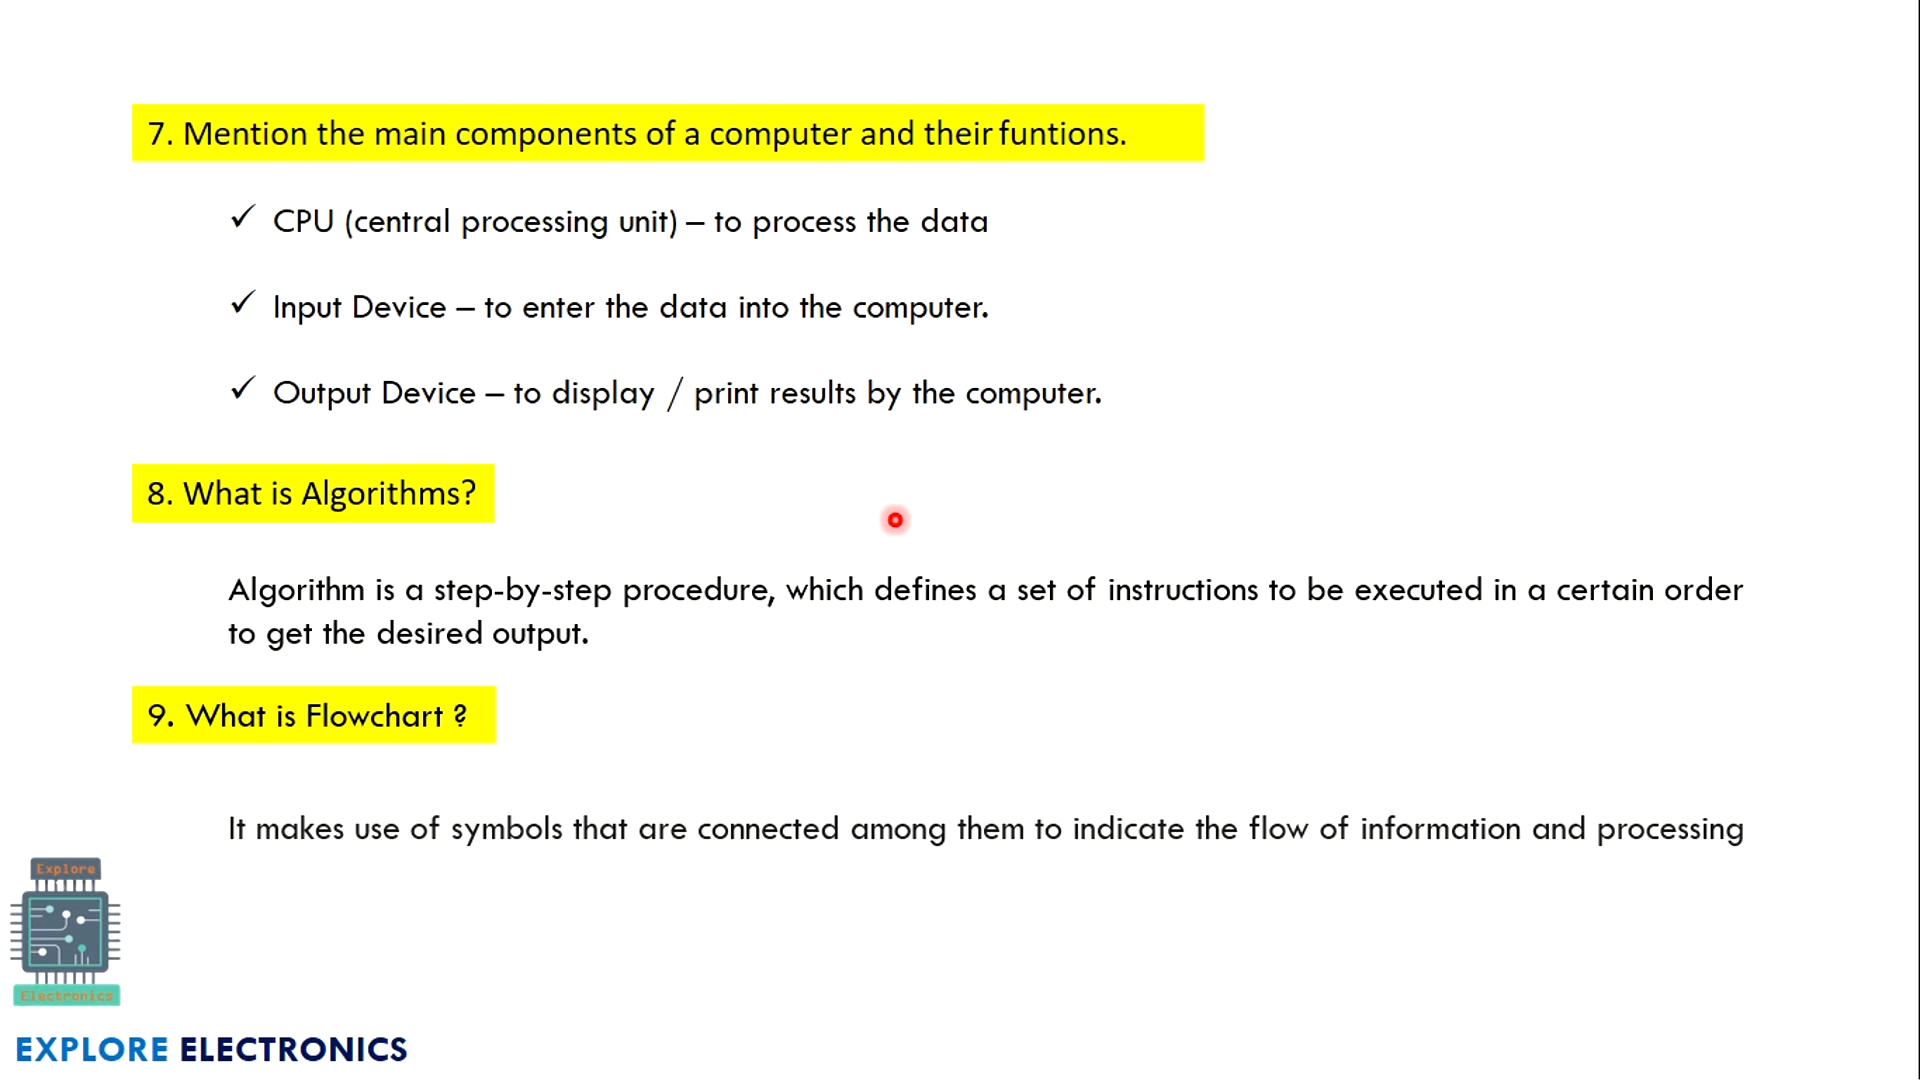 7. Mention the main components of a computer and their funtions.
✓ CPU (central processing unit) – to process the data
✓ Input Device – to enter the data into the computer.
✓ Output Device – to display / print results by the computer.
8. What is Algorithms?
Algorithm is a step-by-step procedure, which defines a set of instructions to be executed in a certain order
to get the desired output.
9. What is Flowchart ?
It makes use of symbols that are connected among them to indicate the flow of information and processing
Explore
Electronics
EXPLORE ELECTRONICS